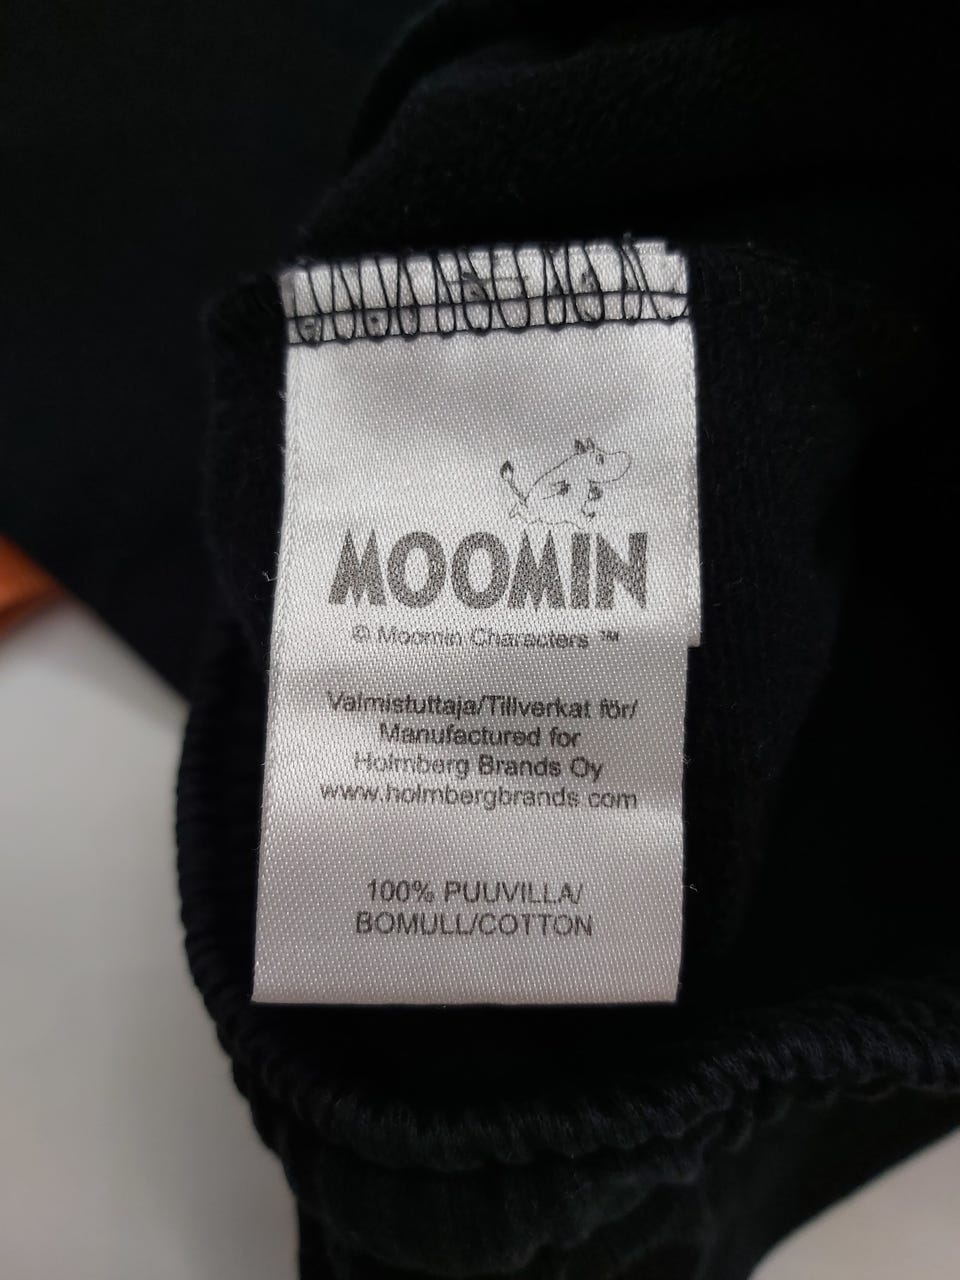 MOOMIN
© Moomin Characters ™
Valmistuttaja/Tillverkat för/
Manufactured for
Holmberg Brands Oy
www.holmbergbrands.com
100% PUUVILLA/
BOMULL/COTTON